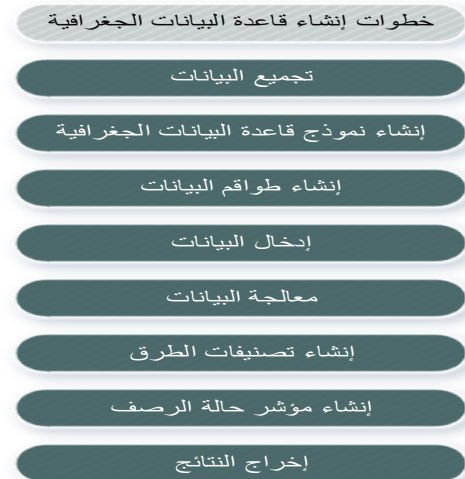 خطوات إنشاء قاعدة البيانات الجغرافية
تجميع البيانات
إنشاء نموذج قاعدة البيانات الجغرافية
إنشاء طواقم البيانات
إدخال البيانات
معالجة البيانات
إنشاء تصنيفات الطرق
إنشاء مؤشر حالة الرصف
إخراج النتائج